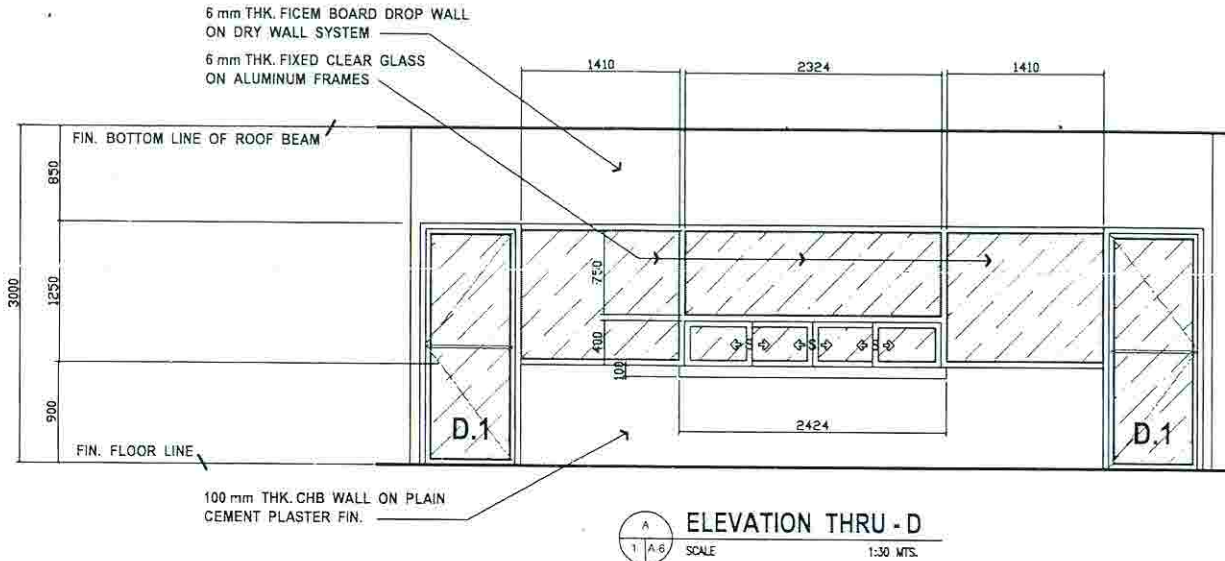 6 mm THK. FICEM BOARD DROP WALL
ON DRY WALL SYSTEM
6 mm THK. FIXED CLEAR GLASS
ON ALUMINUM FRAMES
1410
2324
1410
FIN. BOTTOM LINE OF ROOF BEAM
850
3000
1250
750
400
S
S
S
100
900
D.1
2424
D.1
FIN. FLOOR LINE
100 mm THK. CHB WALL ON PLAIN
CEMENT PLASTER FIN.
A
1 A-6
ELEVATION THRU - D
SCALE 1:30 MTS.